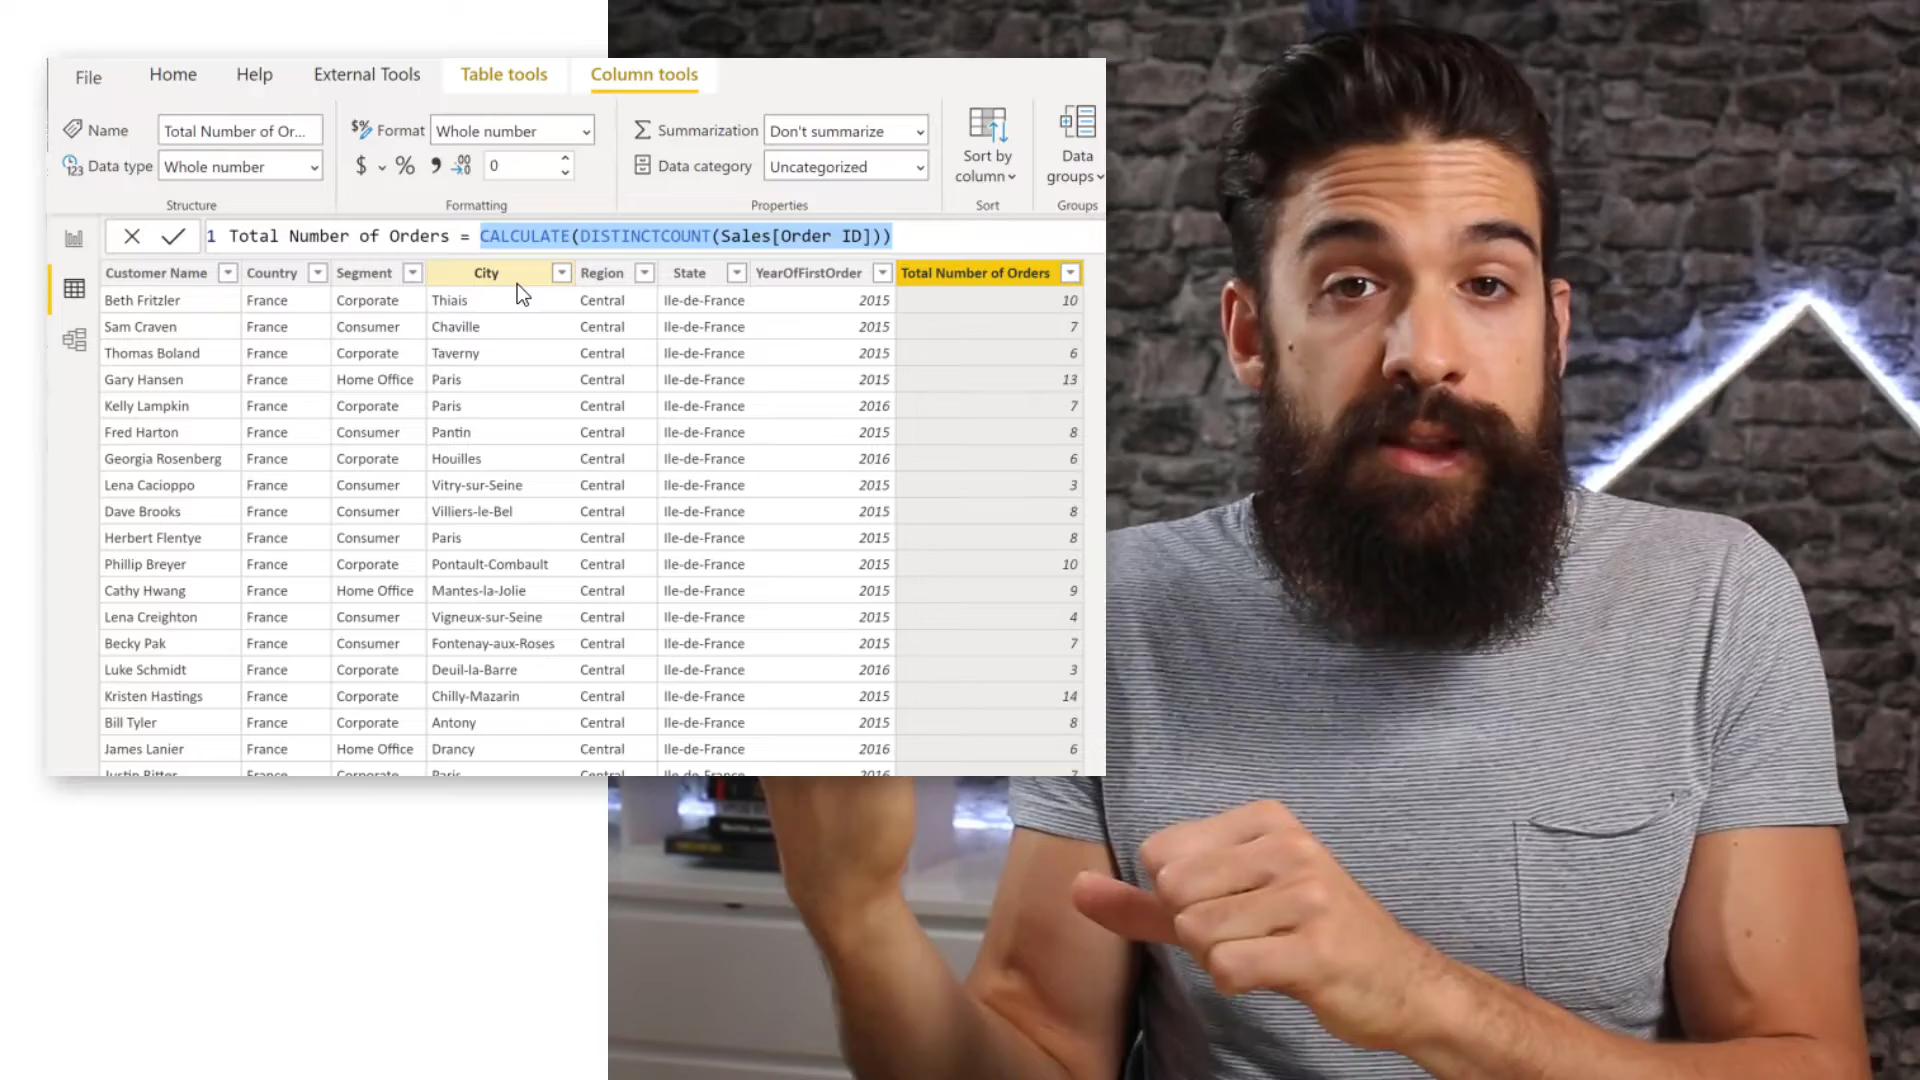 File Home Help External Tools Table tools Column tools
Name Total Number of Or... Format Whole number Summarization Don't summarize
Data type Whole number $ % 0 Data category Uncategorized
Sort by column
Data groups
Structure Formatting Properties Sort Groups
1 Total Number of Orders = CALCULATE(DISTINCTCOUNT(Sales[Order ID]))
Customer Name Country Segment City Region State YearOfFirstOrder Total Number of Orders
Beth Fritzler France Corporate Thiais Central Ile-de-France 2015 10
Sam Craven France Consumer Chaville Central Ile-de-France 2015 7
Thomas Boland France Corporate Taverny Central Ile-de-France 2015 6
Gary Hansen France Home Office Paris Central Ile-de-France 2015 13
Kelly Lampkin France Corporate Paris Central Ile-de-France 2016 7
Fred Harton France Consumer Pantin Central Ile-de-France 2015 8
Georgia Rosenberg France Corporate Houilles Central Ile-de-France 2016 6
Lena Cacioppo France Consumer Vitry-sur-Seine Central Ile-de-France 2015 3
Dave Brooks France Consumer Villiers-le-Bel Central Ile-de-France 2015 8
Herbert Flentye France Consumer Paris Central Ile-de-France 2015 8
Phillip Breyer France Corporate Pontault-Combault Central Ile-de-France 2015 10
Cathy Hwang France Home Office Mantes-la-Jolie Central Ile-de-France 2015 9
Lena Creighton France Consumer Vigneux-sur-Seine Central Ile-de-France 2015 4
Becky Pak France Consumer Fontenay-aux-Roses Central Ile-de-France 2015 7
Luke Schmidt France Corporate Deuil-la-Barre Central Ile-de-France 2016 3
Kristen Hastings France Corporate Chilly-Mazarin Central Ile-de-France 2015 14
Bill Tyler France Corporate Antony Central Ile-de-France 2015 8
James Lanier France Home Office Drancy Central Ile-de-France 2016 6